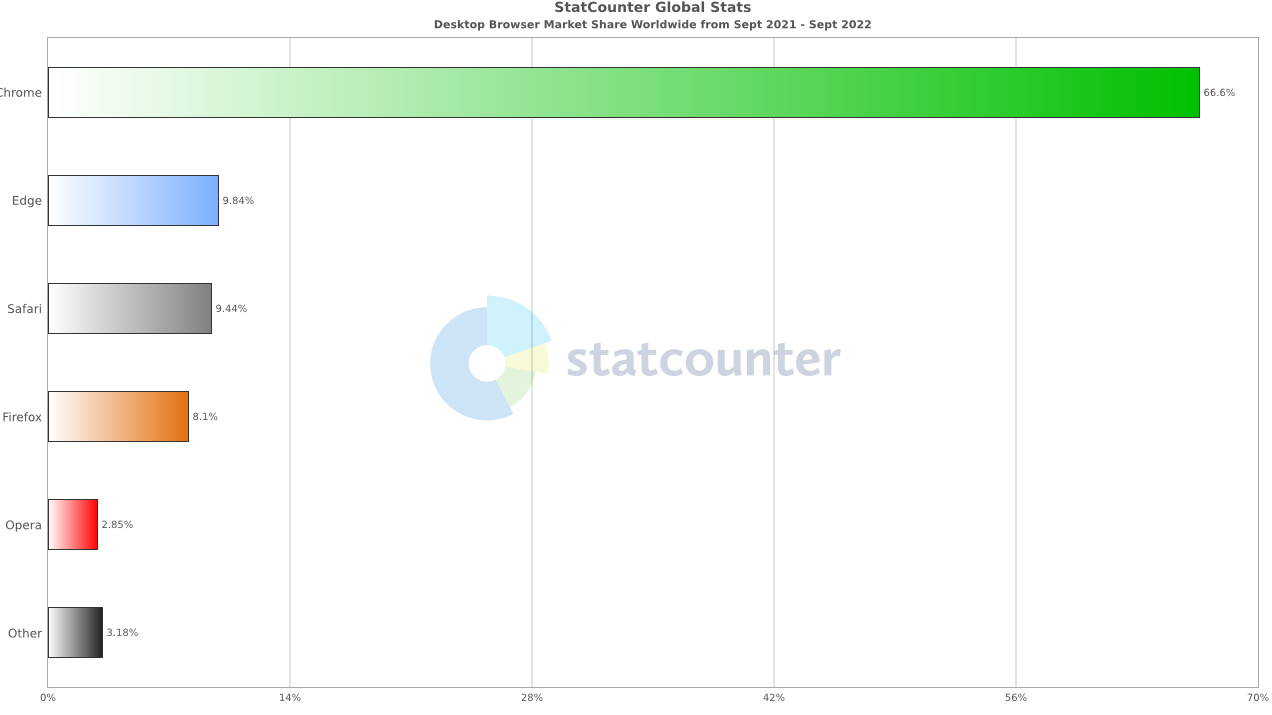 StatCounter Global Stats
Desktop Browser Market Share Worldwide from Sept 2021 - Sept 2022
Chrome 66.6%
Edge 9.84%
Safari 9.44%
statcounter
Firefox 8.1%
Opera 2.85%
Other 3.18%
0% 14% 28% 42% 56% 70%